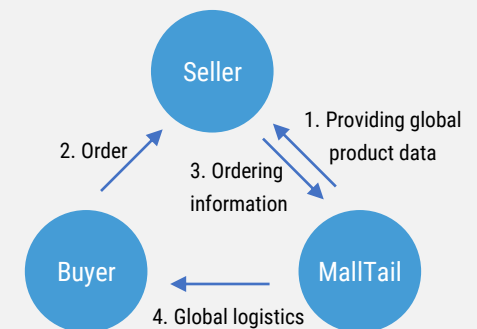 Seller
1. Providing global
product data
2. Order
3. Ordering
information
Buyer
MallTail
4. Global logistics